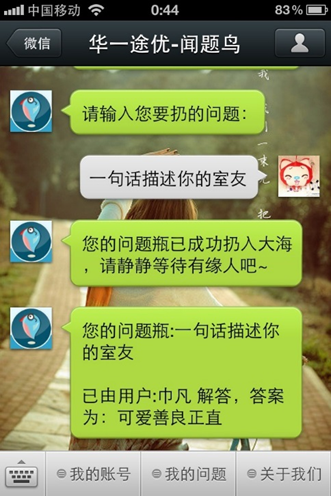 中国移动 0:44 83%
微信 华一途优-闻题鸟
请输入您要扔的问题:
一句话描述你的室友
您的问题瓶已成功扔入大海
，请静静等待有缘人吧~
您的问题瓶:一句话描述你
的室友
已由用户:巾凡 解答，答案
为：可爱善良正直
我的账号 我的问题 关于我们